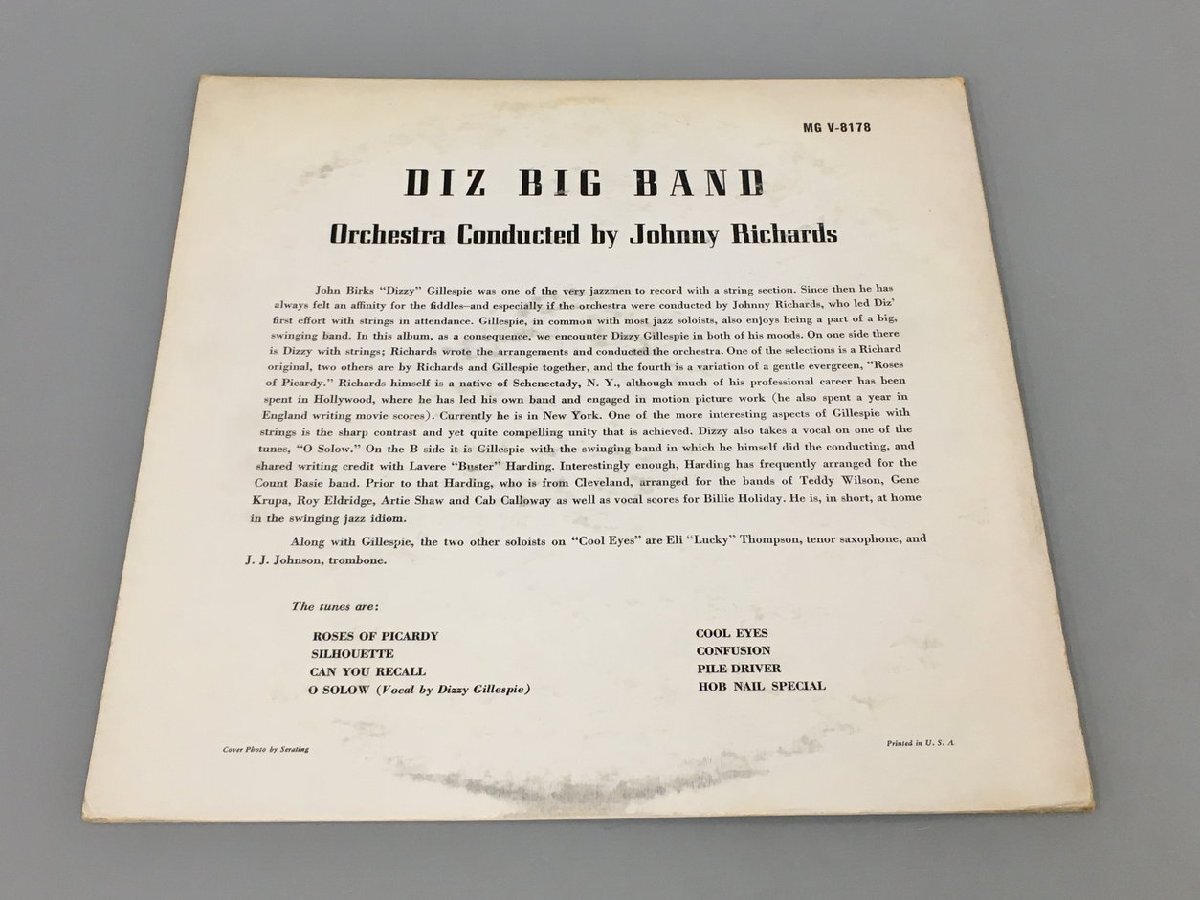 MG V-8178
DIZ BIG BAND
Orchestra Conducted by Johnny Richards
John Birks "Dizzy" Gillespie was one of the very jazzmen to record with a string section. Since then he has
always felt an affinity for the fiddles—and especially if the orchestra were conducted by Johnny Richards, who led Diz'
first effort with strings in attendance. Gillespie, in common with most jazz soloists, also enjoys being a part of a big,
swinging band. In this album, as a consequence, we encounter Dizzy Gillespie in both of his moods. On one side there
is Dizzy with strings; Richards wrote the arrangements and conducted the orchestra. One of the selections is a Richard
original, two others are by Richards and Gillespie together, and the fourth is a variation of a gentle evergreen, "Roses
of Picardy." Richards himself is a native of Schenectady, N. Y., although much of his professional career has been
spent in Hollywood, where he has led his own band and engaged in motion picture work (he also spent a year in
England writing movie scores). Currently he is in New York. One of the more interesting aspects of Gillespie with
strings is the sharp contrast and yet quite compelling unity that is achieved. Dizzy also takes a vocal on one of the
tunes, "O Solow." On the B side it is Gillespie with the swinging band in which he himself did the conducting, and
shared writing credit with Lavere "Buster" Harding. Interestingly enough, Harding has frequently arranged for the
Count Basie band. Prior to that Harding, who is from Cleveland, arranged for the bands of Teddy Wilson, Gene
Krupa, Roy Eldridge, Artie Shaw and Cab Calloway as well as vocal scores for Billie Holiday. He is, in short, at home
in the swinging jazz idiom.
Along with Gillespie, the two other soloists on "Cool Eyes" are Eli "Lucky" Thompson, tenor saxophone, and
J. J. Johnson, trombone.
The tunes are:
ROSES OF PICARDY
SILHOUETTE
CAN YOU RECALL
O SOLOW (Vocal by Dizzy Gillespie)
COOL EYES
CONFUSION
PILE DRIVER
HOB NAIL SPECIAL
Cover Photo by Serating
Printed in U. S. A